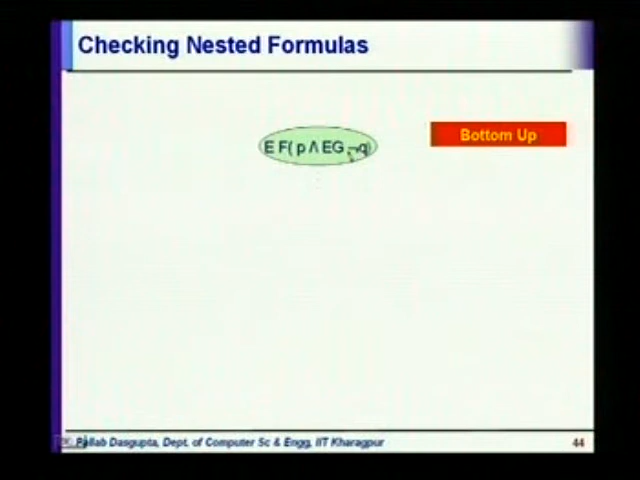 Checking Nested Formulas
E F( p Λ EG ¬q)
Bottom Up
Pallab Dasgupta, Dept. of Computer Sc & Engg, IIT Kharagpur
44